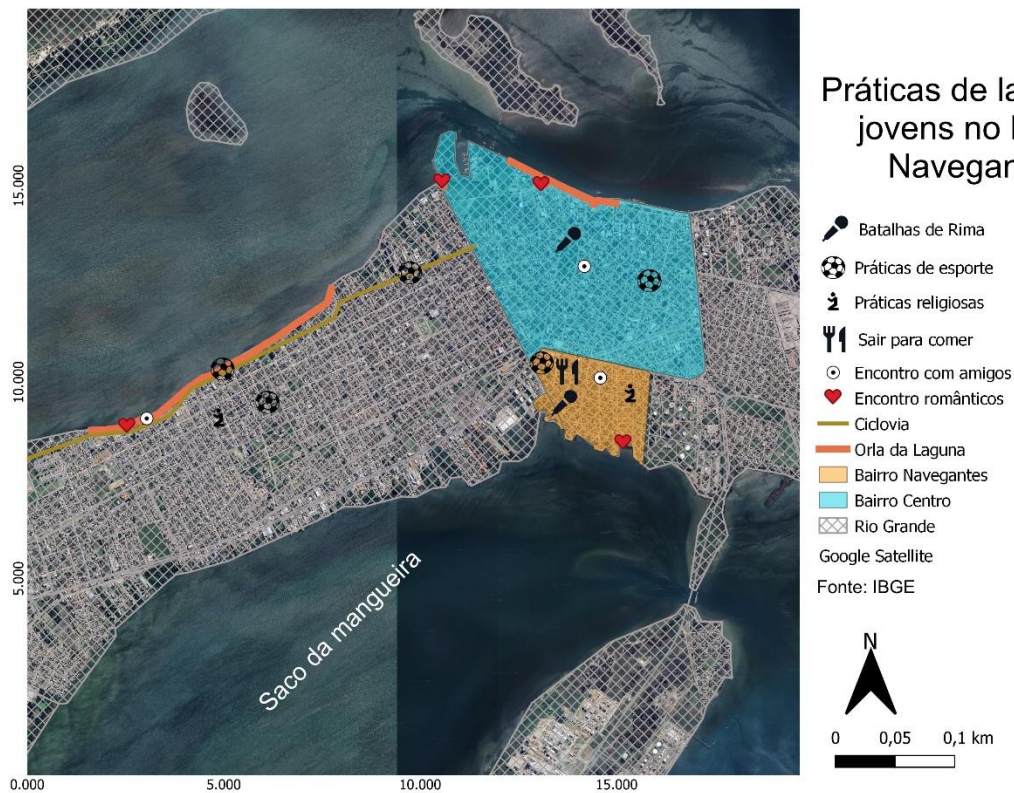 Práticas de la
jovens no
Navegan
Batalhas de Rima
Práticas de esporte
Práticas religiosas
Sair para comer
Encontro com amigos
Encontro românticos
Ciclovia
Orla da Laguna
Bairro Navegantes
Bairro Centro
Rio Grande
Google Satellite
Fonte: IBGE
N
0 0,05 0,1 km
Saco da mangueira
15.000
10.000
5.000
0.000 5.000 10.000 15.000